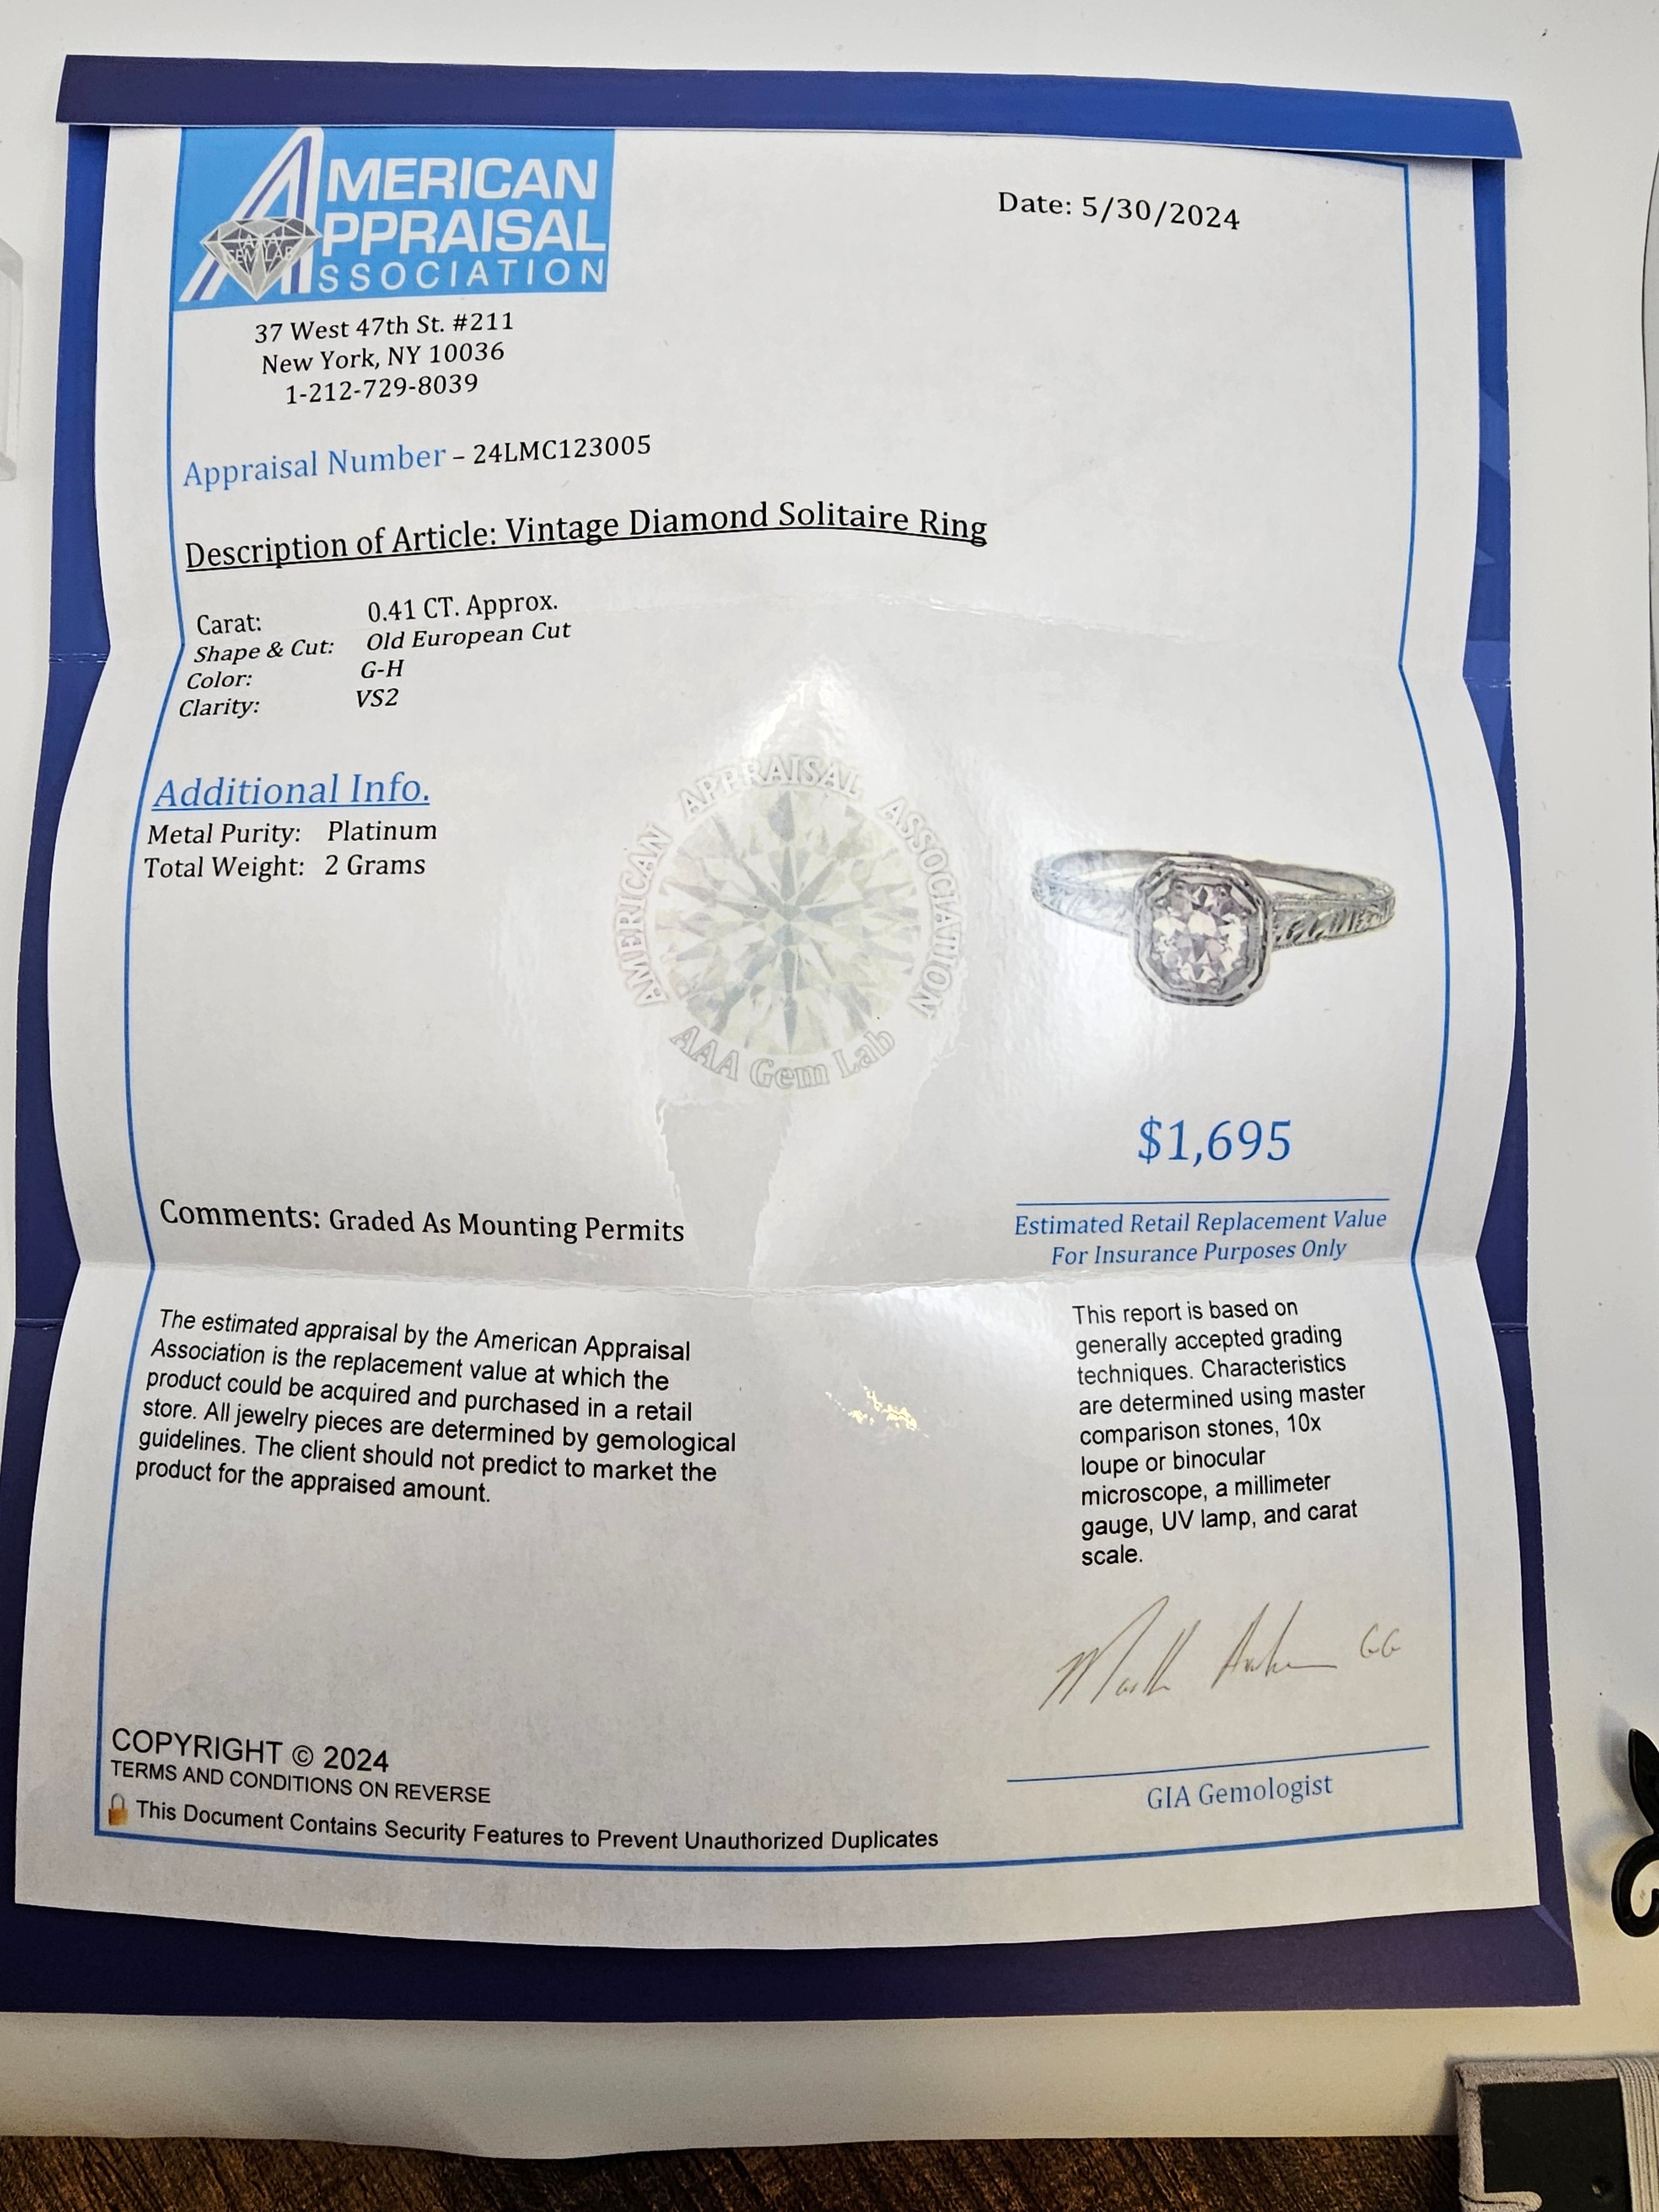 AMERICAN
APPRAISAL
ASSOCIATION
AAA
GEM LAB
Date: 5/30/2024
37 West 47th St. #211
New York, NY 10036
1-212-729-8039
Appraisal Number – 24LMC123005
Description of Article: Vintage Diamond Solitaire Ring
Carat: 0.41 CT. Approx.
Shape & Cut: Old European Cut
Color: G-H
Clarity: VS2
Additional Info.
Metal Purity: Platinum
Total Weight: 2 Grams
AMERICAN APPRAISAL ASSOCIATION
AAA Gem Lab
$1,695
Estimated Retail Replacement Value
For Insurance Purposes Only
Comments: Graded As Mounting Permits
The estimated appraisal by the American Appraisal
Association is the replacement value at which the
product could be acquired and purchased in a retail
store. All jewelry pieces are determined by gemological
guidelines. The client should not predict to market the
product for the appraised amount.
This report is based on
generally accepted grading
techniques. Characteristics
are determined using master
comparison stones, 10x
loupe or binocular
microscope, a millimeter
gauge, UV lamp, and carat
scale.
GG
GIA Gemologist
COPYRIGHT © 2024
TERMS AND CONDITIONS ON REVERSE
This Document Contains Security Features to Prevent Unauthorized Duplicates